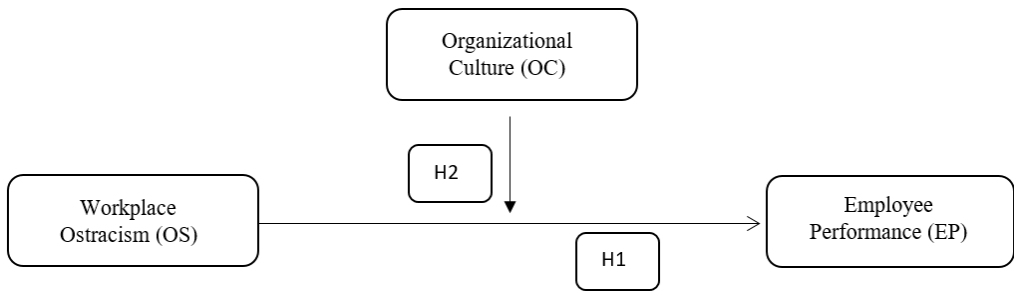 Organizational
Culture (OC)
H2
Workplace
Ostracism (OS)
Employee
Performance (EP)
H1